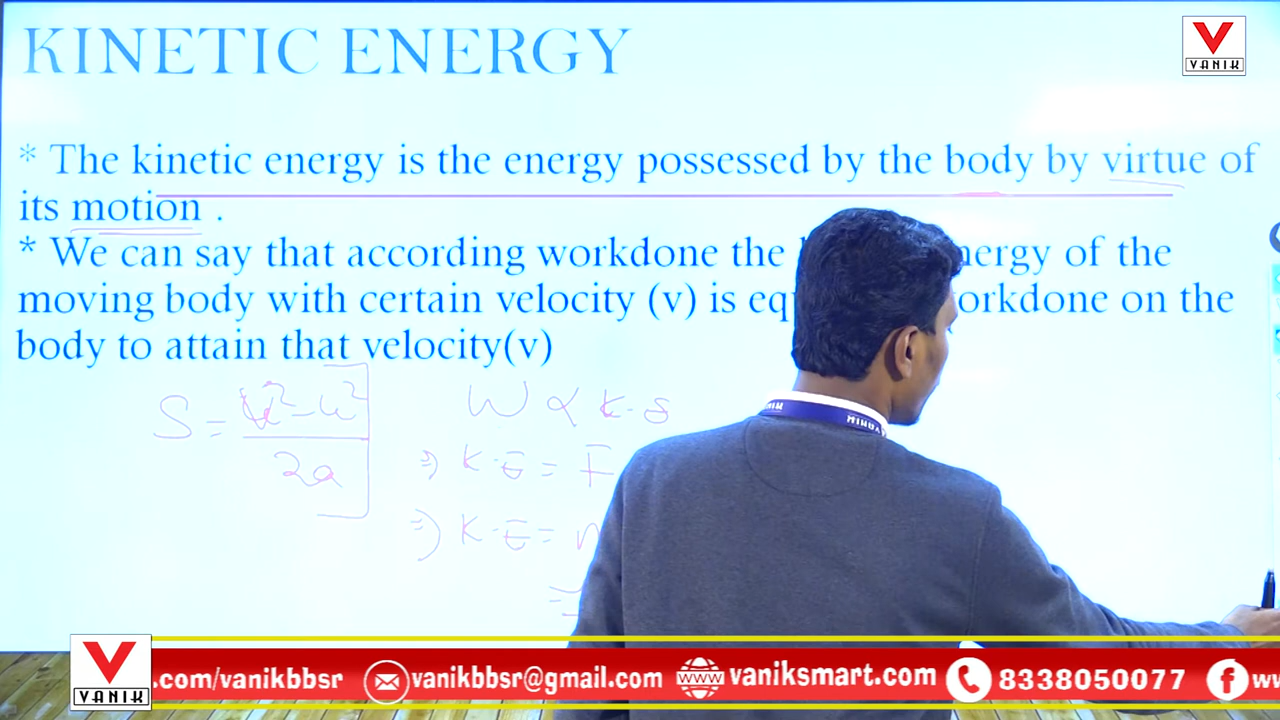 KINETIC ENERGY
V
VANIK
* The kinetic energy is the energy possessed by the body by virtue of
its motion .
* We can say that according workdone the nergy of the
moving body with certain velocity (v) is eq orkdone on the
body to attain that velocity(v)
S = V² - u² / 2a
W ∝ K. 
⇒ K.E = F
⇒ K.E = m
VANIK
.com/vanikbbsr
vanikbbsr@gmail.com
www
vaniksmart.com
8338050077
f